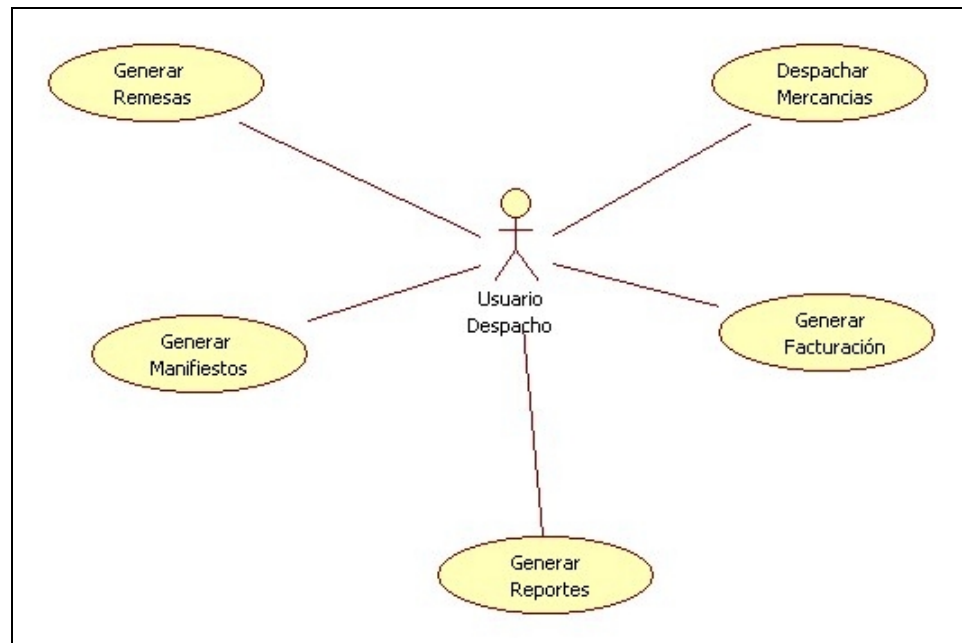 Generar
Remesas
Despachar
Mercancias
Usuario
Despacho
Generar
Manifiestos
Generar
Facturación
Generar
Reportes